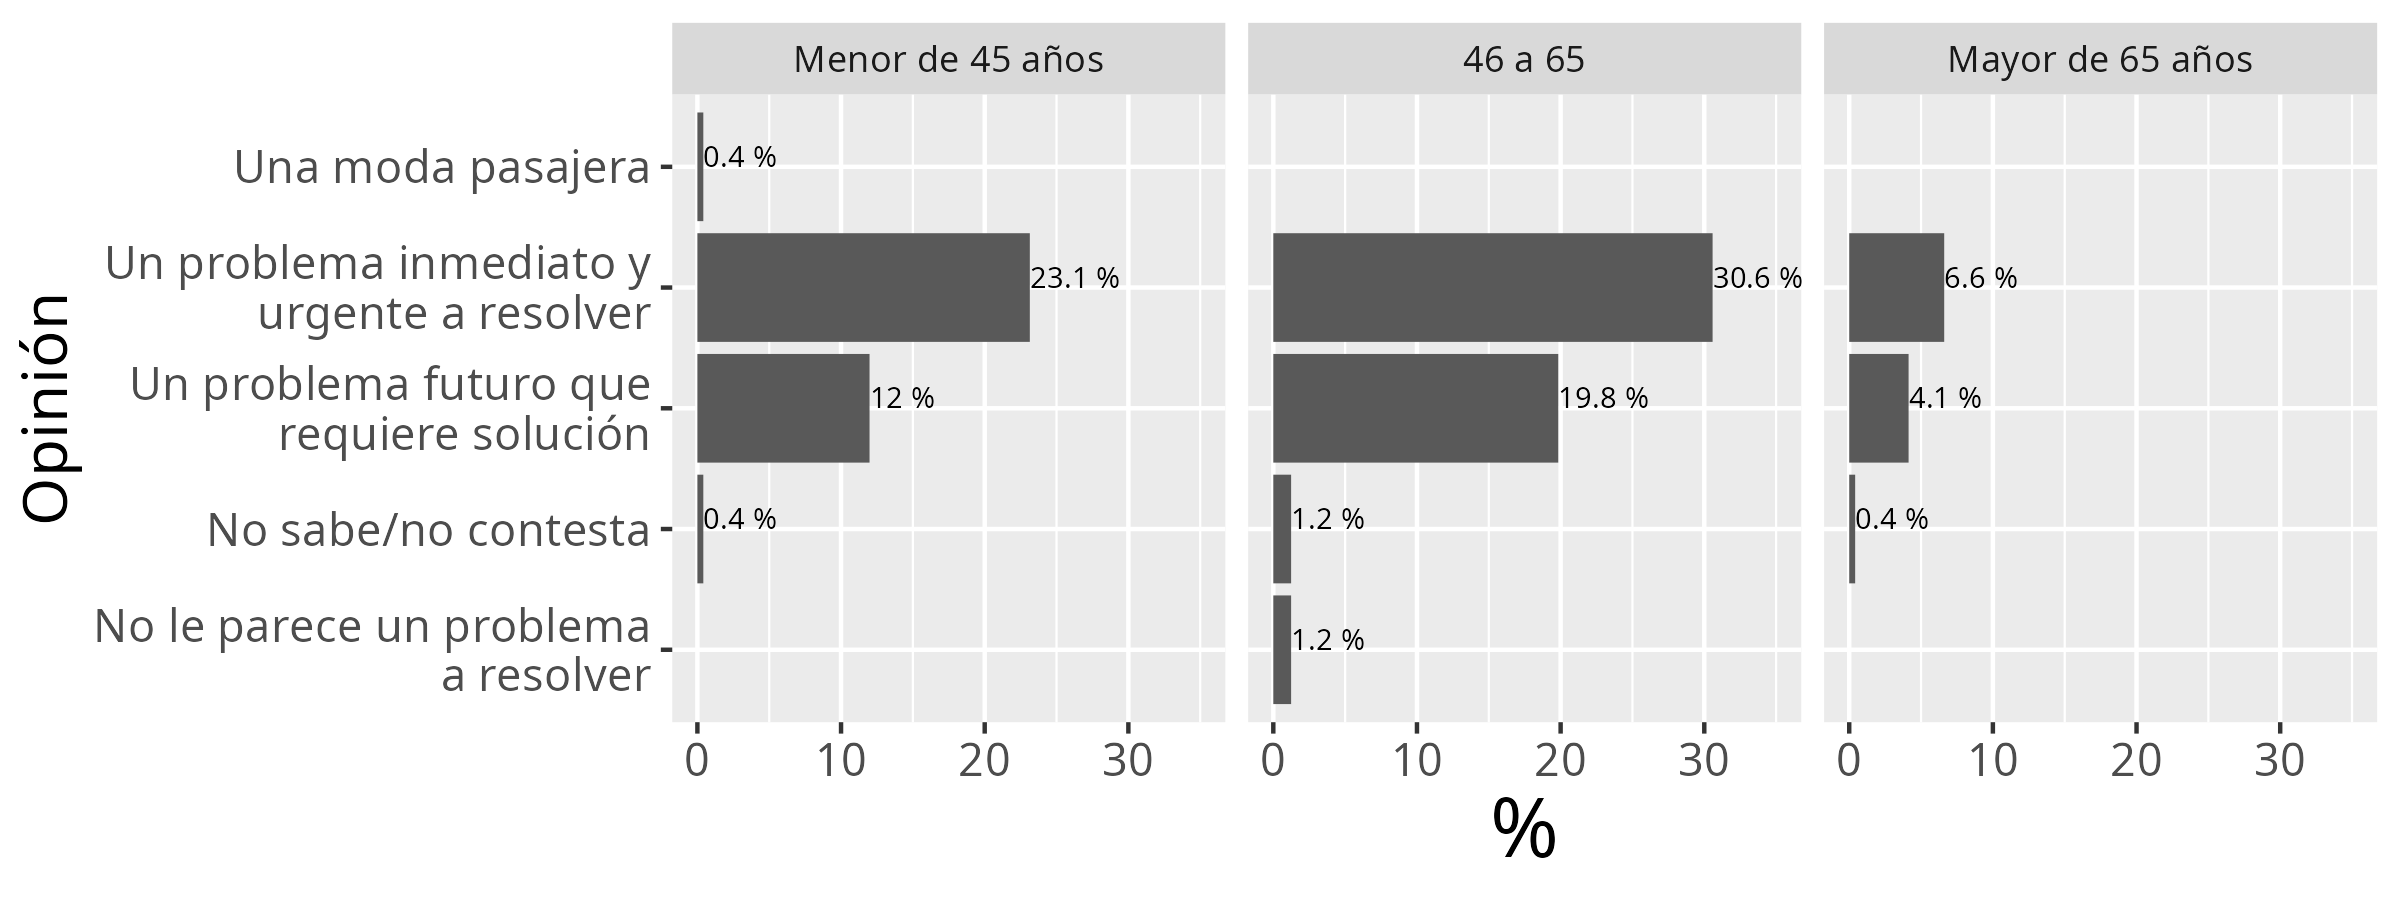 Menor de 45 años
46 a 65
Mayor de 65 años
Opinión
Una moda pasajera
0.4 %
Un problema inmediato y
urgente a resolver
23.1 %
30.6 %
6.6 %
Un problema futuro que
requiere solución
12 %
19.8 %
4.1 %
No sabe/no contesta
0.4 %
1.2 %
0.4 %
No le parece un problema
a resolver
1.2 %
0 10 20 30
0 10 20 30
0 10 20 30
%